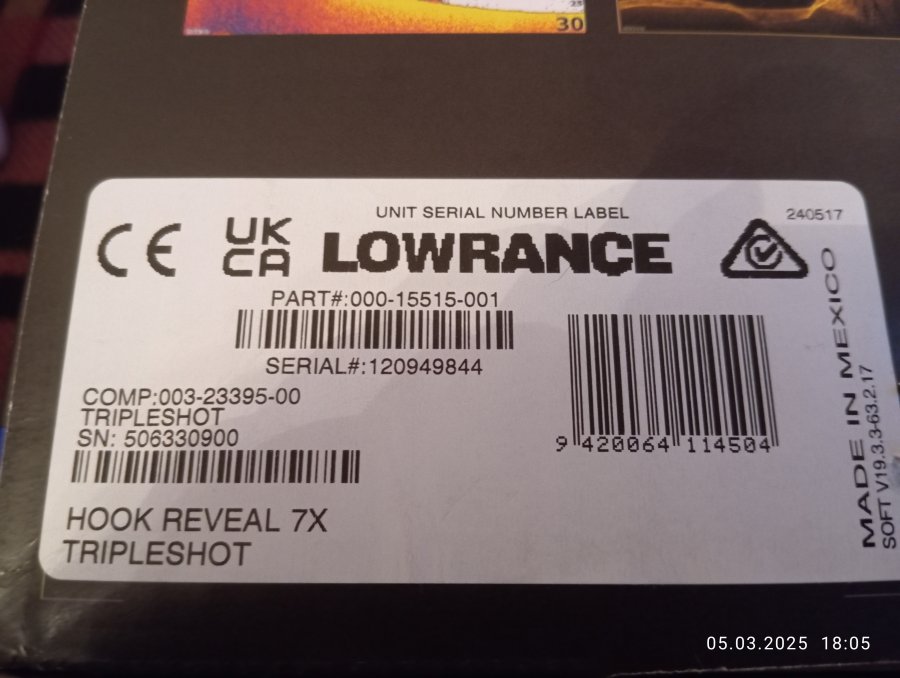 30
UNIT SERIAL NUMBER LABEL
240517
CE
UK
CA
LOWRANCE
PART#:000-15515-001
SERIAL#:120949844
COMP:003-23395-00
TRIPLESHOT
SN: 506330900
9 420064 114504
HOOK REVEAL 7X
TRIPLESHOT
MADE IN MEXICO
SOFT V19.3.3-63.2.17
05.03.2025 18:05